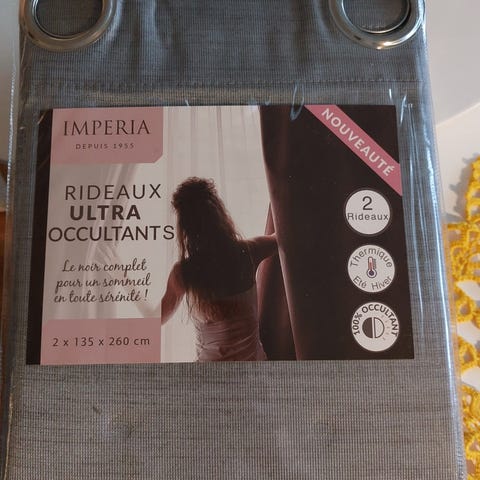 IMPERIA
DEPUIS 1955
NOUVEAUTÉ
RIDEAUX
ULTRA
OCCULTANTS
Le noir complet
pour un sommeil
en toute sérénité !
2 x 135 x 260 cm
2
Rideaux
Thermique
Eté Hiver
100% OCCULTANT